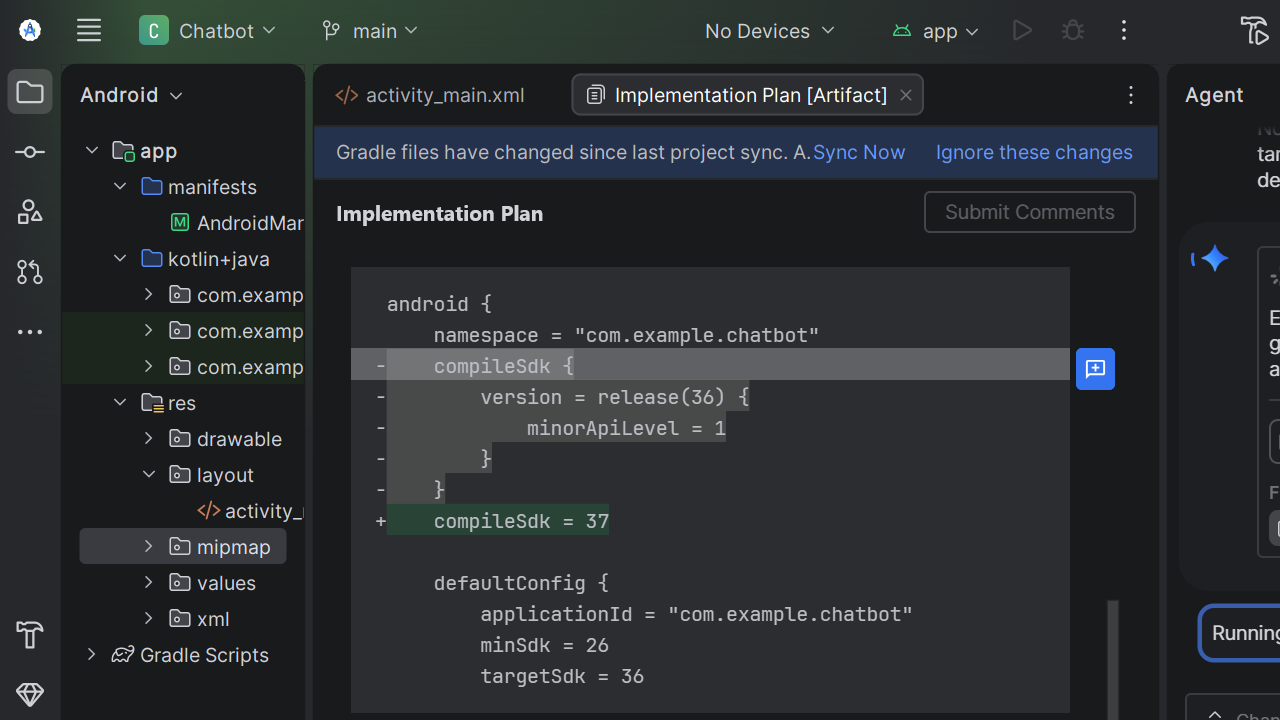 C Chatbot
main
No Devices
app
Android
app
manifests
AndroidMar
kotlin+java
com.examp
com.examp
com.examp
res
drawable
layout
</> activity_
mipmap
values
xml
Gradle Scripts
</> activity_main.xml
Implementation Plan [Artifact]
Gradle files have changed since last project sync. A. Sync Now Ignore these changes
Implementation Plan
Submit Comments
android {
    namespace = "com.example.chatbot"
-    compileSdk {
-        version = release(36) {
-            minorApiLevel = 1
-        }
-    }
+    compileSdk = 37
    defaultConfig {
        applicationId = "com.example.chatbot"
        minSdk = 26
        targetSdk = 36
Agent
tar
de
E
g
a
F
Running